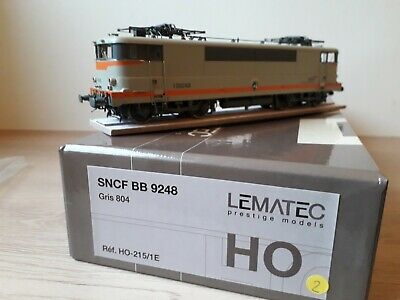 SNCF BB 9248
Gris 804
Réf. HO-215/1E
LEMATEC
prestige models
HO
2